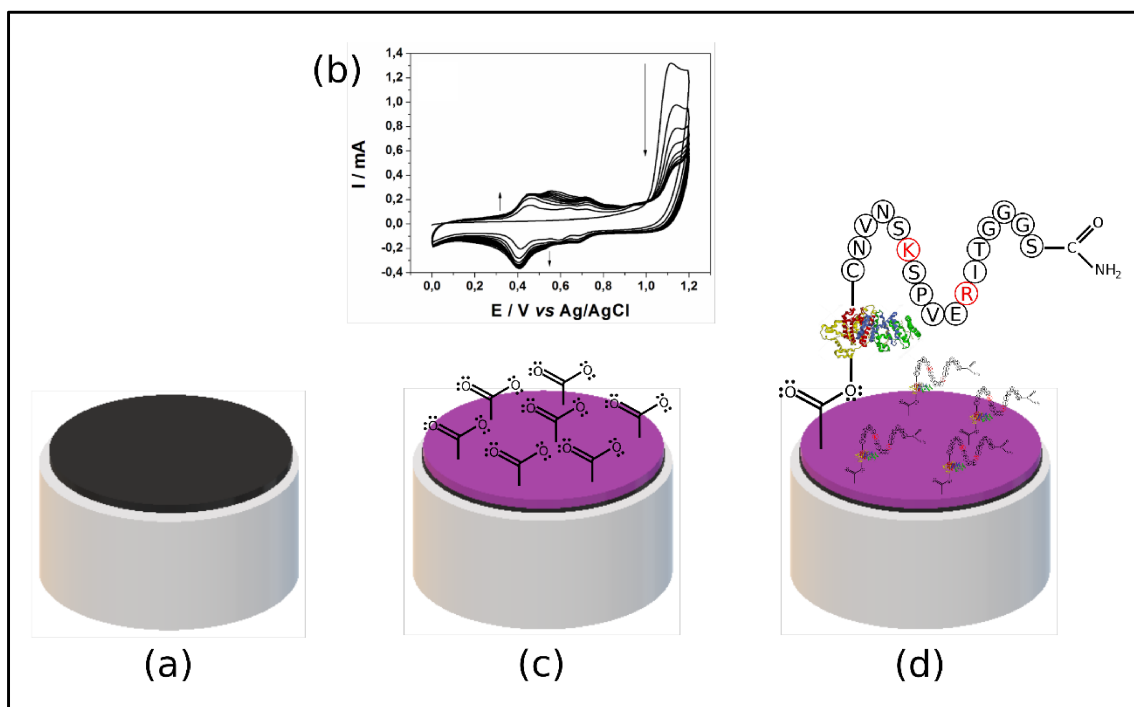 (b)
1,4
1,2
1,0
0,8
0,6
0,4
0,2
0,0
-0,2
-0,4
I / mA
0,0 0,2 0,4 0,6 0,8 1,0 1,2
E / V vs Ag/AgCl
C N V N S K S P V E R I T G G G S C O NH₂
O O
O O
O O
O O
O O
O O
O O
O O
(a) (c) (d)